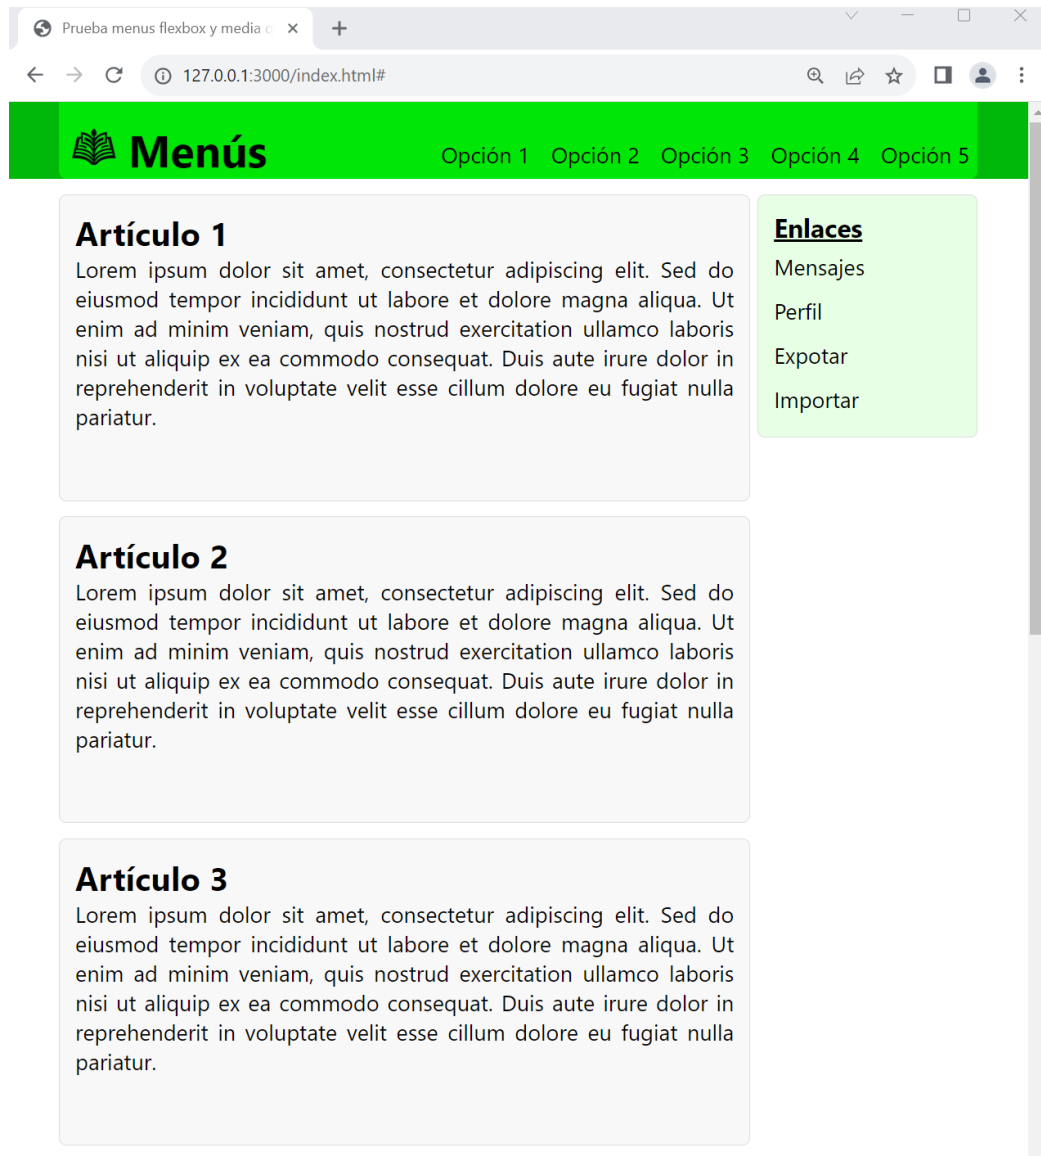 Prueba menus flexbox y media
127.0.0.1:3000/index.html#
Menús
Opción 1 Opción 2 Opción 3 Opción 4 Opción 5
Artículo 1
Lorem ipsum dolor sit amet, consectetur adipiscing elit. Sed do
eiusmod tempor incididunt ut labore et dolore magna aliqua. Ut
enim ad minim veniam, quis nostrud exercitation ullamco laboris
nisi ut aliquip ex ea commodo consequat. Duis aute irure dolor in
reprehenderit in voluptate velit esse cillum dolore eu fugiat nulla
pariatur.
Enlaces
Mensajes
Perfil
Expotar
Importar
Artículo 2
Lorem ipsum dolor sit amet, consectetur adipiscing elit. Sed do
eiusmod tempor incididunt ut labore et dolore magna aliqua. Ut
enim ad minim veniam, quis nostrud exercitation ullamco laboris
nisi ut aliquip ex ea commodo consequat. Duis aute irure dolor in
reprehenderit in voluptate velit esse cillum dolore eu fugiat nulla
pariatur.
Artículo 3
Lorem ipsum dolor sit amet, consectetur adipiscing elit. Sed do
eiusmod tempor incididunt ut labore et dolore magna aliqua. Ut
enim ad minim veniam, quis nostrud exercitation ullamco laboris
nisi ut aliquip ex ea commodo consequat. Duis aute irure dolor in
reprehenderit in voluptate velit esse cillum dolore eu fugiat nulla
pariatur.